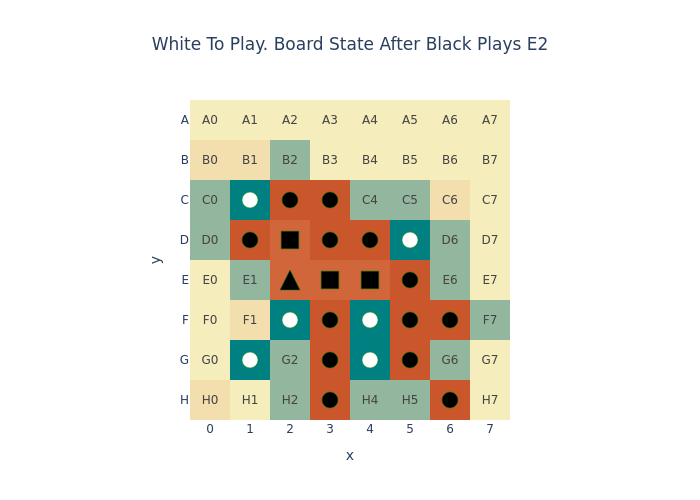 White To Play. Board State After Black Plays E2
A A0 A1 A2 A3 A4 A5 A6 A7
B B0 B1 B2 B3 B4 B5 B6 B7
C C0 C4 C5 C6 C7
D D0 D6 D7
y
E E0 E1 E6 E7
F F0 F1 F7
G G0 G2 G6 G7
H H0 H1 H2 H4 H5 H7
0 1 2 3 4 5 6 7
x